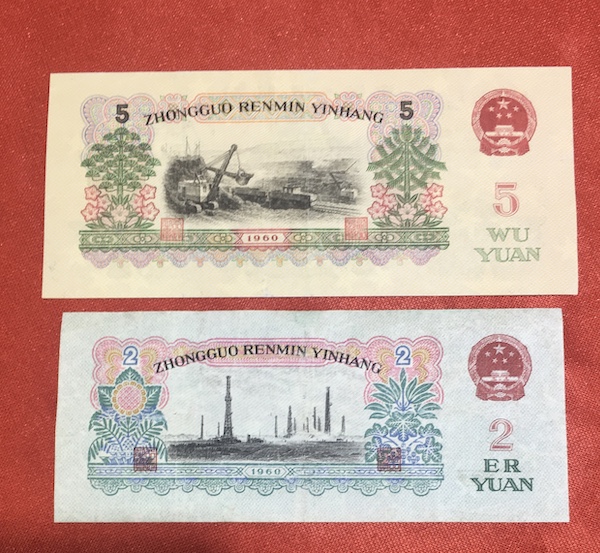 5 ZHONGGUO RENMIN YINHANG 5
1960
5
WU
YUAN
2 ZHONGGUO RENMIN YINHANG 2
1960
2
ER
YUAN